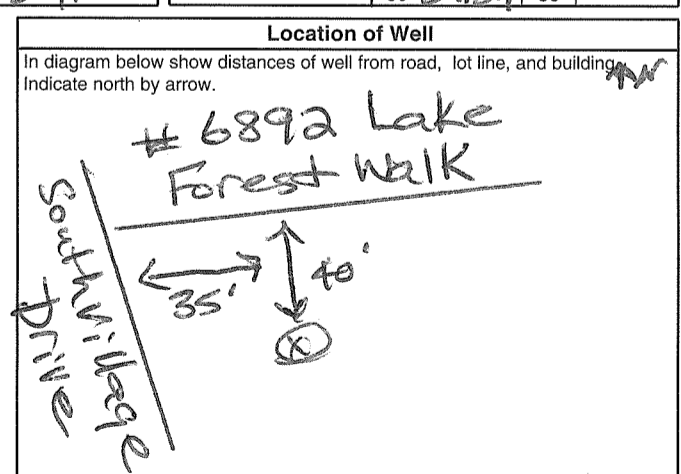 Location of Well
In diagram below show distances of well from road, lot line, and building.
Indicate north by arrow.
N
# 6892 Lake
Forest Walk
Southvillage
Drive
35'
40'
X